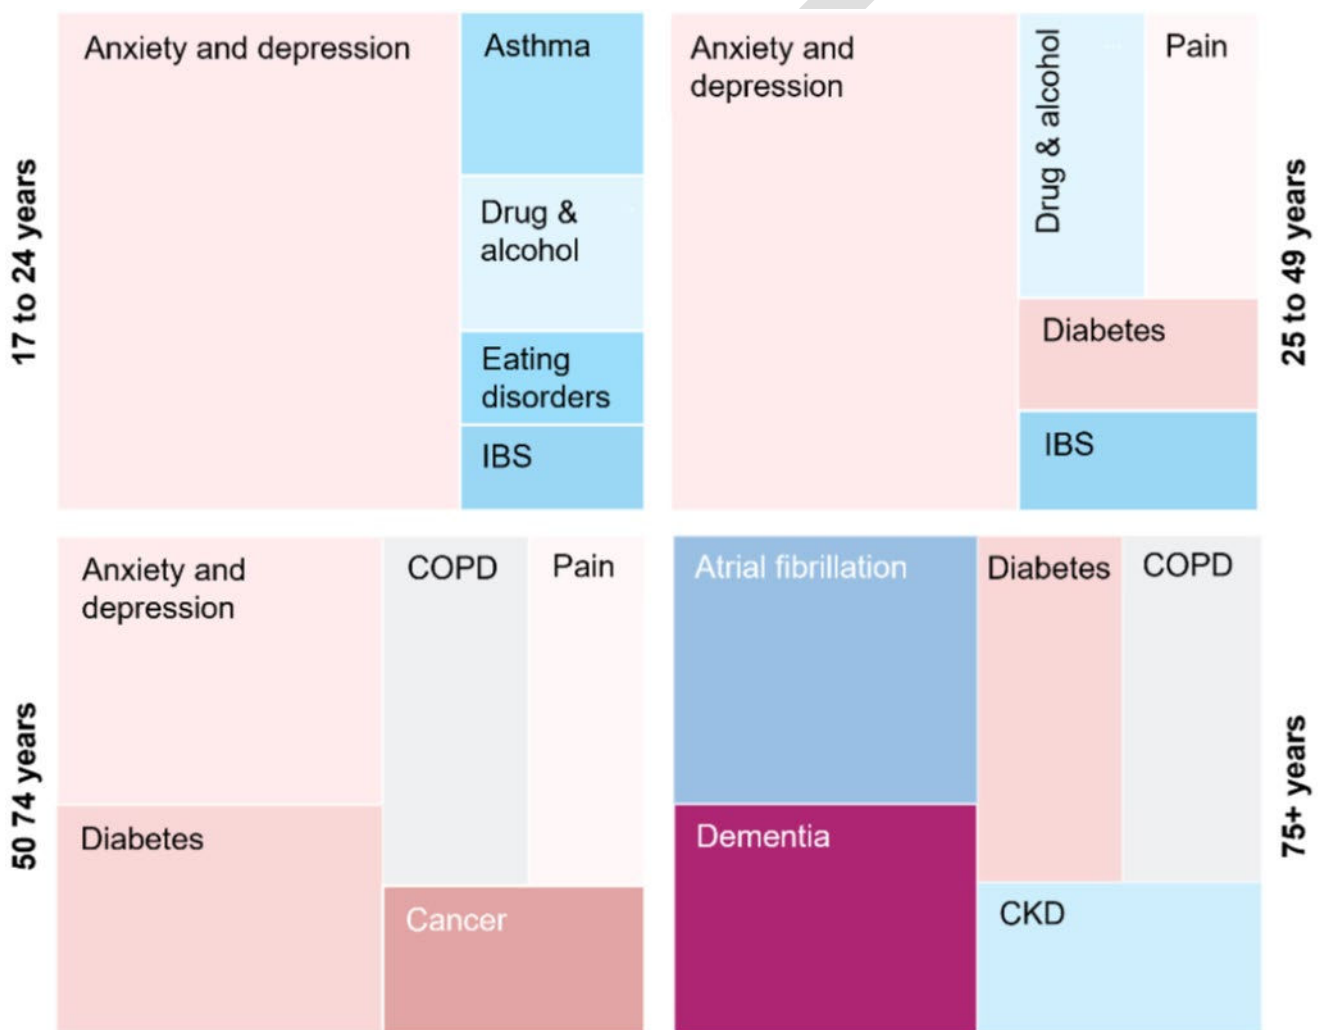 17 to 24 years
Anxiety and depression
Asthma
Drug &
alcohol
Eating
disorders
IBS
Anxiety and
depression
Drug & alcohol
Pain
Diabetes
IBS
25 to 49 years
50 74 years
Anxiety and
depression
COPD
Pain
Diabetes
Cancer
Atrial fibrillation
Diabetes
COPD
Dementia
CKD
75+ years